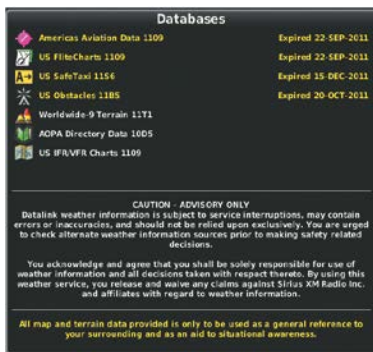 Databases
Americas Aviation Data 1109 Expired 22-SEP-2011
US FliteCharts 1109 Expired 22-SEP-2011
A→ US SafeTaxi 11S6 Expired 15-DEC-2011
US Obstacles 11B5 Expired 20-OCT-2011
Worldwide-9 Terrain 11T1
AOPA Directory Data 10D5
US IFR/VFR Charts 1109
CAUTION - ADVISORY ONLY
Datalink weather information is subject to service interruptions, may contain
errors or inaccuracies, and should not be relied upon exclusively. You are urged
to check alternate weather information sources prior to making safety related
decisions.
You acknowledge and agree that you shall be solely responsible for use of
weather information and all decisions taken with respect thereto. By using this
weather service, you release and waive any claims against Sirius XM Radio Inc.
and affiliates with regard to weather information.
All map and terrain data provided is only to be used as a general reference to
your surrounding and as an aid to situational awareness.